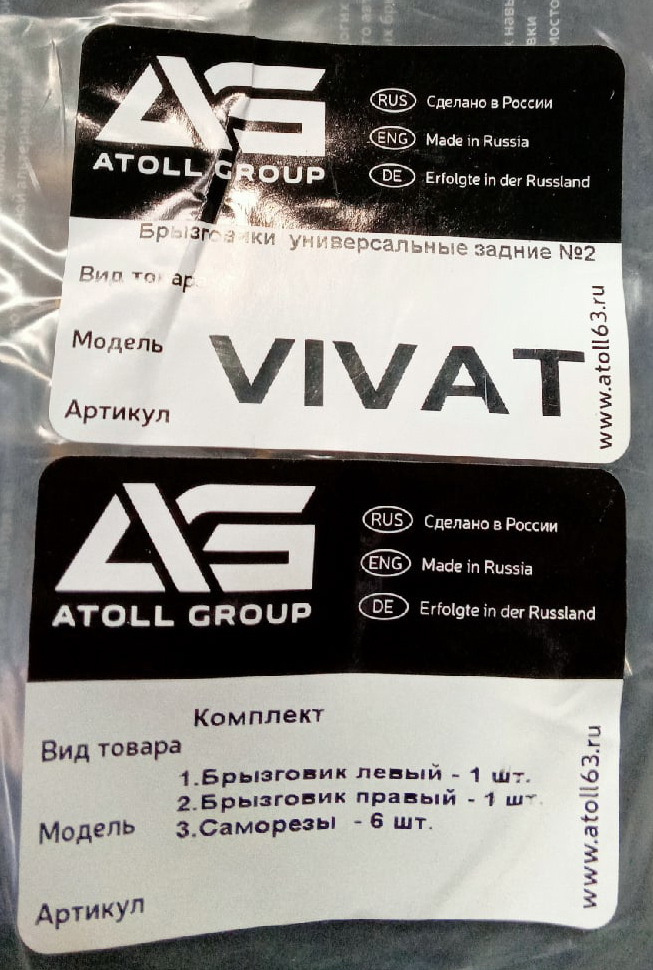 ATOLL GROUP
RUS Сделано в России
ENG Made in Russia
DE Erfolgte in der Russland
Брызговики универсальные задние №2
Вид товара
Модель VIVAT
Артикул
www.atoll63.ru
ATOLL GROUP
RUS Сделано в России
ENG Made in Russia
DE Erfolgte in der Russland
Комплект
Вид товара
1.Брызговик левый - 1 шт.
2.Брызговик правый - 1 шт.
Модель
3.Саморезы - 6 шт.
Артикул
www.atoll63.ru